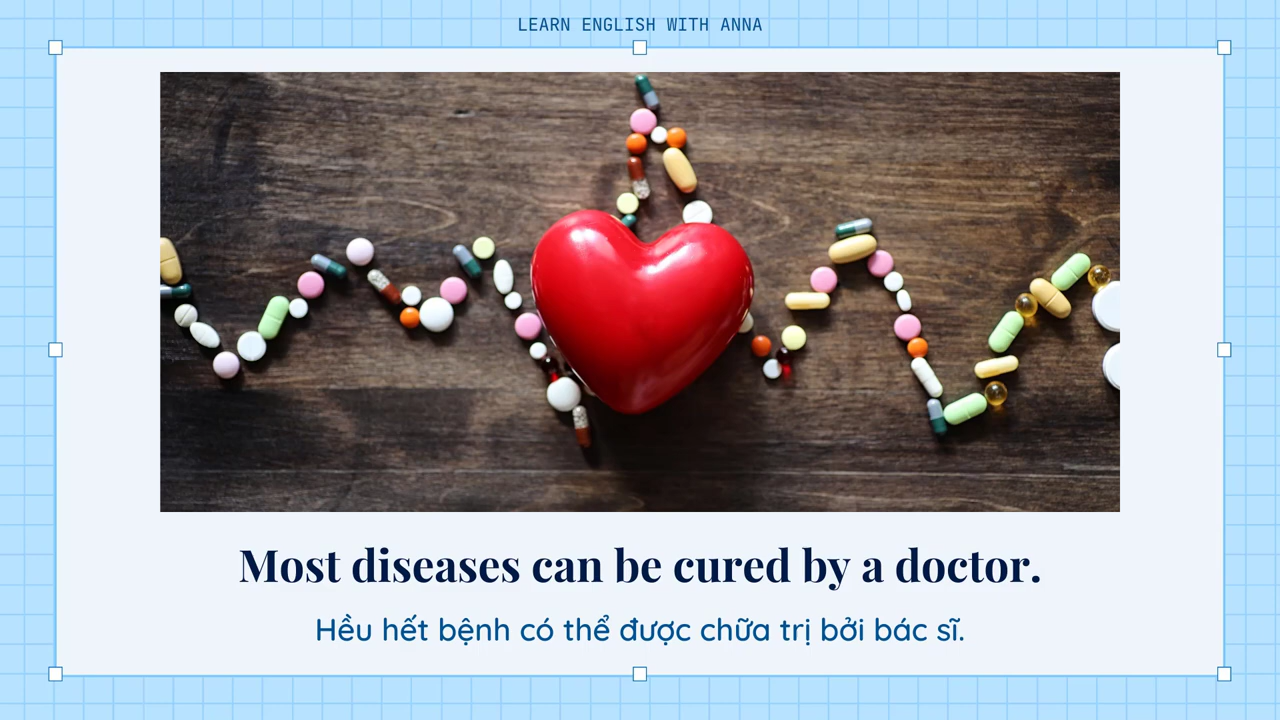 LEARN ENGLISH WITH ANNA
Most diseases can be cured by a doctor.
Hều hết bệnh có thể được chữa trị bởi bác sĩ.